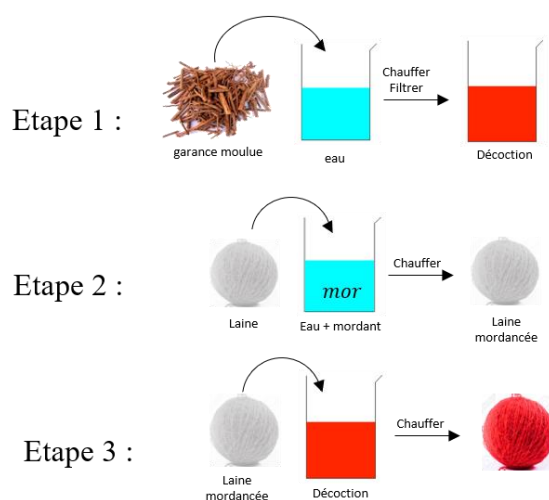 Etape 1 :
garance moulue
eau
Chauffer
Filtrer
Décoction
Etape 2 :
Laine
mor
Eau + mordant
Chauffer
Laine
mordancée
Etape 3 :
Laine
mordancée
Décoction
Chauffer